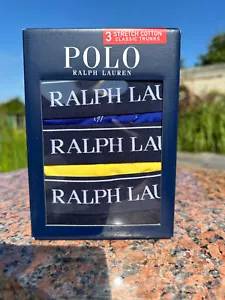 3 STRETCH COTTON
CLASSIC TRUNKS
POLO
RALPH LAUREN
RALPH LAU
RALPH LAU
RALPH LAU